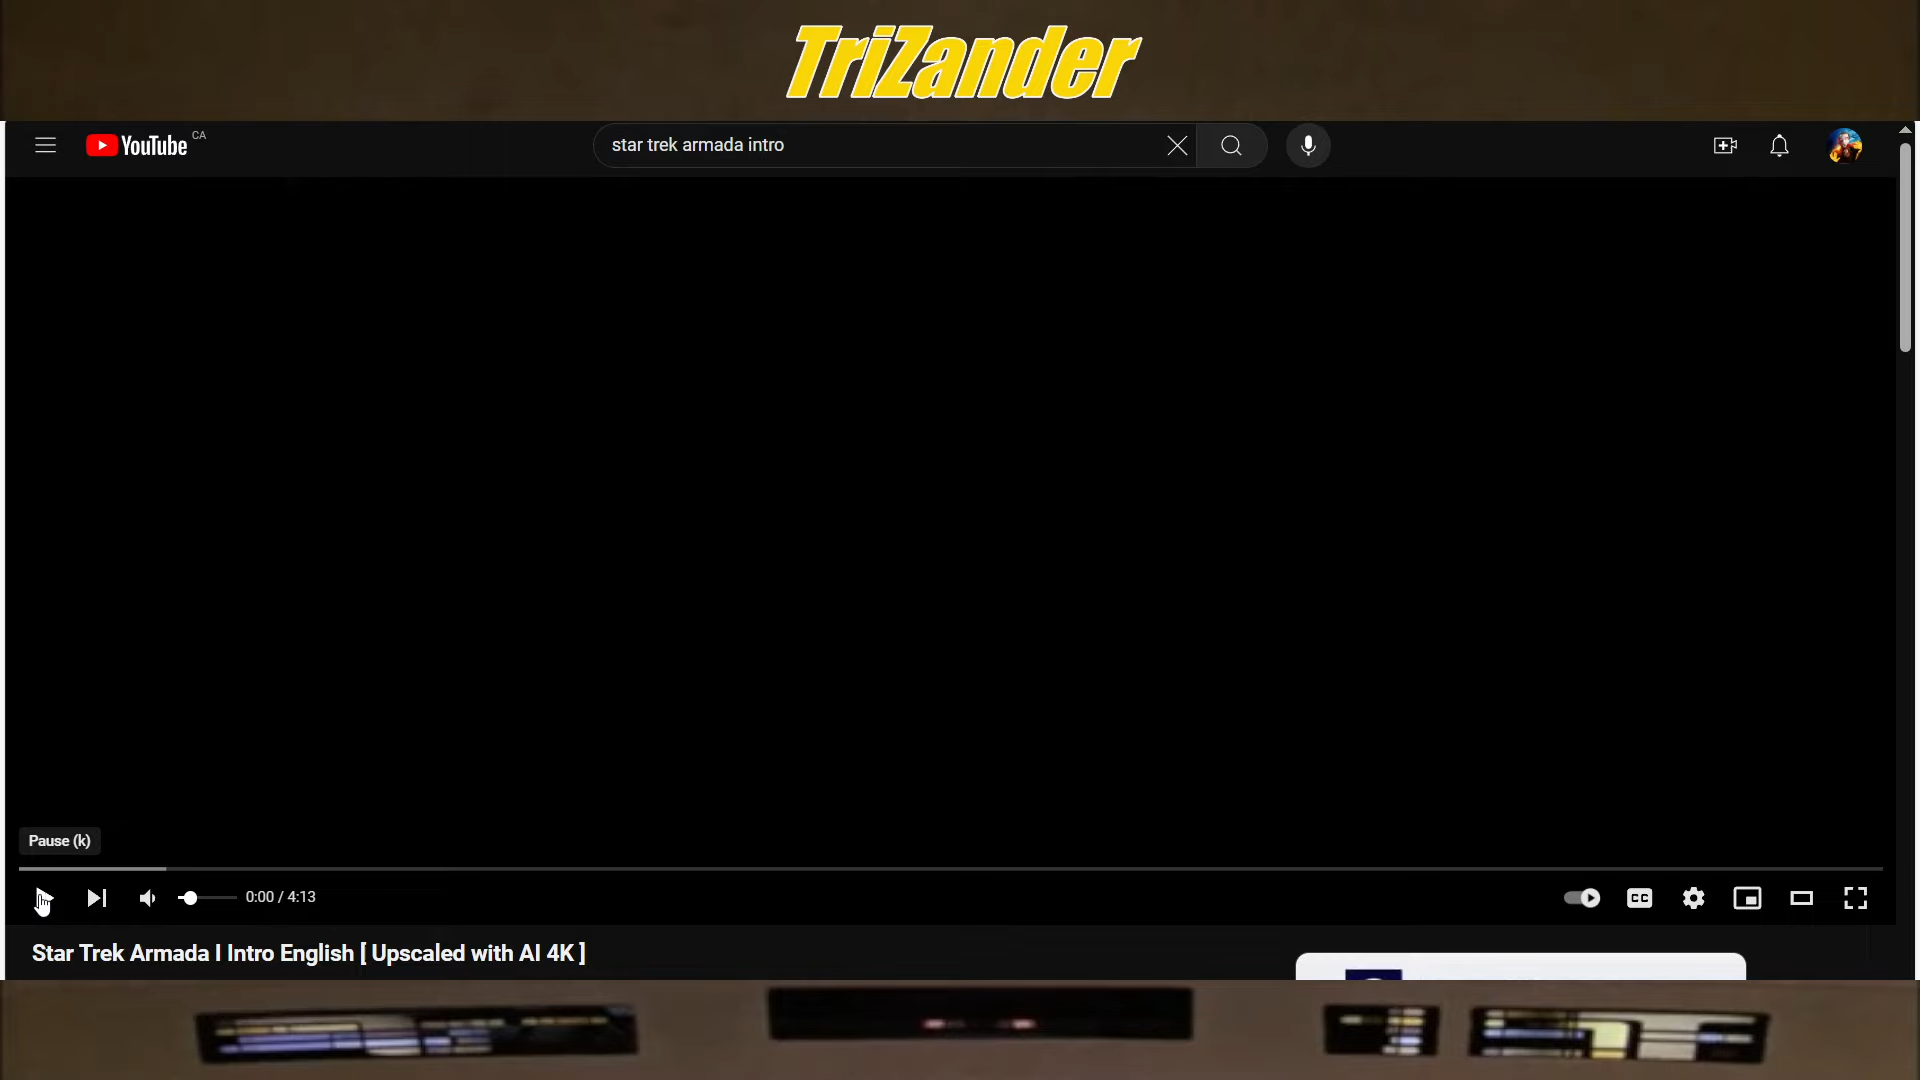 TriZander
YouTube CA
star trek armada intro
Pause (k)
0:00 / 4:13
CC
Star Trek Armada I Intro English [ Upscaled with AI 4K ]